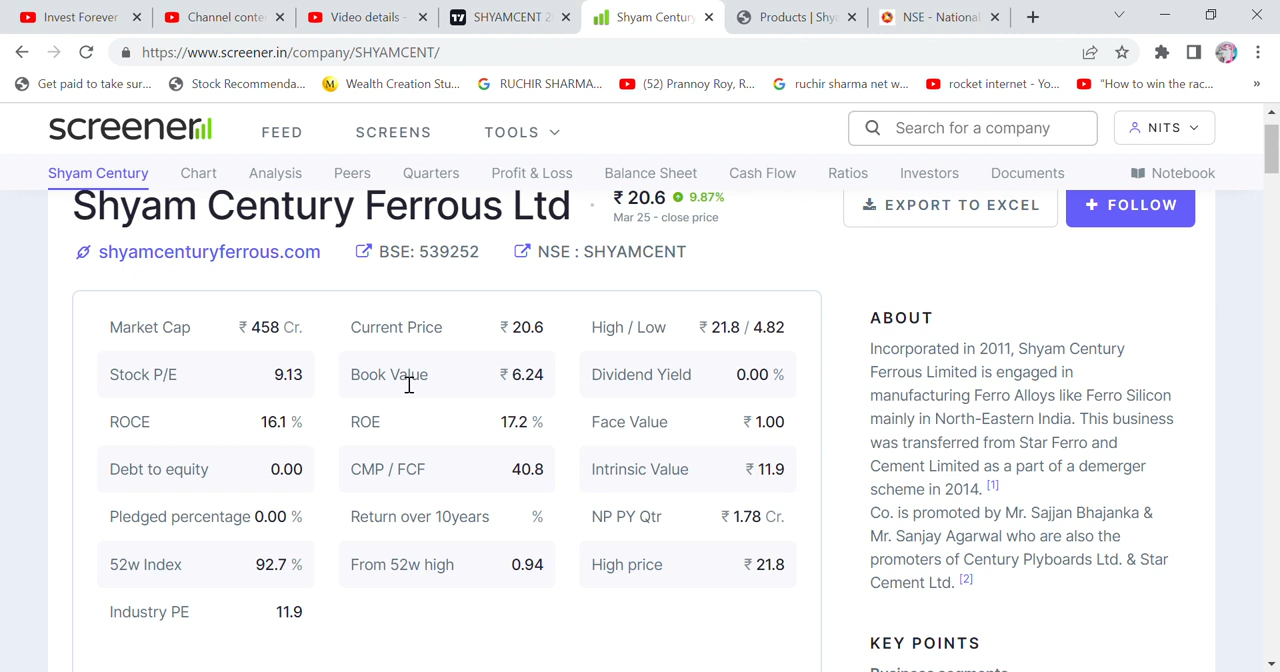 Invest Forever
Channel conte
Video details -
SHYAMCENT 2
Shyam Century
Products | Shya
NSE - National
https://www.screener.in/company/SHYAMCENT/
Get paid to take sur...
Stock Recommenda...
Wealth Creation Stu...
RUCHIR SHARMA...
(52) Prannoy Roy, R...
ruchir sharma net w...
rocket internet - Yo...
"How to win the rac...
»
screener
FEED
SCREENS
TOOLS
Search for a company
NITS
Shyam Century
Chart
Analysis
Peers
Quarters
Profit & Loss
Balance Sheet
Cash Flow
Ratios
Investors
Documents
Notebook
Shyam Century Ferrous Ltd
₹ 20.6 9.87%
Mar 25 - close price
EXPORT TO EXCEL
+ FOLLOW
shyamcenturyferrous.com
BSE: 539252
NSE : SHYAMCENT
Market Cap ₹ 458 Cr.
Current Price ₹ 20.6
High / Low ₹ 21.8 / 4.82
Stock P/E 9.13
Book Value ₹ 6.24
Dividend Yield 0.00 %
ROCE 16.1 %
ROE 17.2 %
Face Value ₹ 1.00
Debt to equity 0.00
CMP / FCF 40.8
Intrinsic Value ₹ 11.9
Pledged percentage 0.00 %
Return over 10years %
NP PY Qtr ₹ 1.78 Cr.
52w Index 92.7 %
From 52w high 0.94
High price ₹ 21.8
Industry PE 11.9
ABOUT
Incorporated in 2011, Shyam Century
Ferrous Limited is engaged in
manufacturing Ferro Alloys like Ferro Silicon
mainly in North-Eastern India. This business
was transferred from Star Ferro and
Cement Limited as a part of a demerger
scheme in 2014. [1]
Co. is promoted by Mr. Sajjan Bhajanka &
Mr. Sanjay Agarwal who are also the
promoters of Century Plyboards Ltd. & Star
Cement Ltd. [2]
KEY POINTS
Business segments